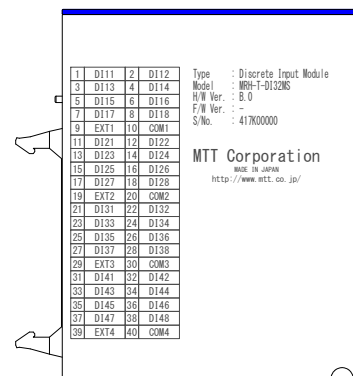 1 DI11 2 DI12
3 DI13 4 DI14
5 DI15 6 DI16
7 DI17 8 DI18
9 EXT1 10 COM1
11 DI21 12 DI22
13 DI23 14 DI24
15 DI25 16 DI26
17 DI27 18 DI28
19 EXT2 20 COM2
21 DI31 22 DI32
23 DI33 24 DI34
25 DI35 26 DI36
27 DI37 28 DI38
29 EXT3 30 COM3
31 DI41 32 DI42
33 DI43 34 DI44
35 DI45 36 DI46
37 DI47 38 DI48
39 EXT4 40 COM4
Type : Discrete Input Module
Model : MRH-T-DI32MS
H/W Ver. : B.0
F/W Ver. : -
S/No. : 417K00000
MTT Corporation
MADE IN JAPAN
http://www.mtt.co.jp/